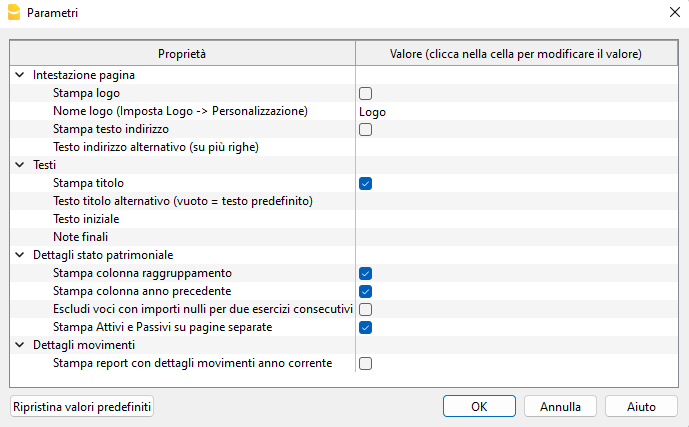 Parametri
Proprietà Valore (clicca nella cella per modificare il valore)
Intestazione pagina
Stampa logo
Nome logo (Imposta Logo -> Personalizzazione) Logo
Stampa testo indirizzo
Testo indirizzo alternativo (su più righe)
Testi
Stampa titolo
Testo titolo alternativo (vuoto = testo predefinito)
Testo iniziale
Note finali
Dettagli stato patrimoniale
Stampa colonna raggruppamento
Stampa colonna anno precedente
Escludi voci con importi nulli per due esercizi consecutivi
Stampa Attivi e Passivi su pagine separate
Dettagli movimenti
Stampa report con dettagli movimenti anno corrente
Ripristina valori predefiniti OK Annulla Aiuto